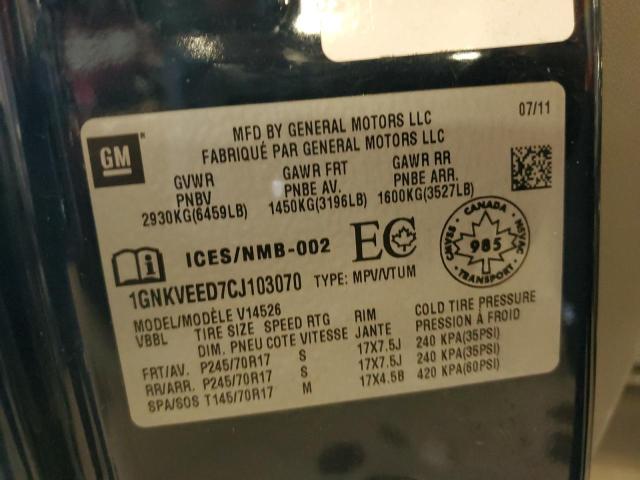 07/11
MFD BY GENERAL MOTORS LLC
FABRIQUÉ PAR GENERAL MOTORS LLC
GM
GVWR GAWR FRT GAWR RR
PNBV PNBE AV. PNBE ARR.
2930KG(6459LB) 1450KG(3196LB) 1600KG(3527LB)
ICES/NMB-002 EC
CANADA
CMVSS NSVAC
985
TRANSPORT
1GNKVEED7CJ103070 TYPE: MPV/VTUM
MODEL/MODÈLE V14526
VBBL TIRE SIZE SPEED RTG RIM COLD TIRE PRESSURE
DIM. PNEU COTE VITESSE JANTE PRESSION À FROID
FRT/AV. P245/70R17 S 17X7.5J 240 KPA(35PSI)
RR/ARR. P245/70R17 S 17X7.5J 240 KPA(35PSI)
SPA/SOS T145/70R17 M 17X4.5B 420 KPA(60PSI)